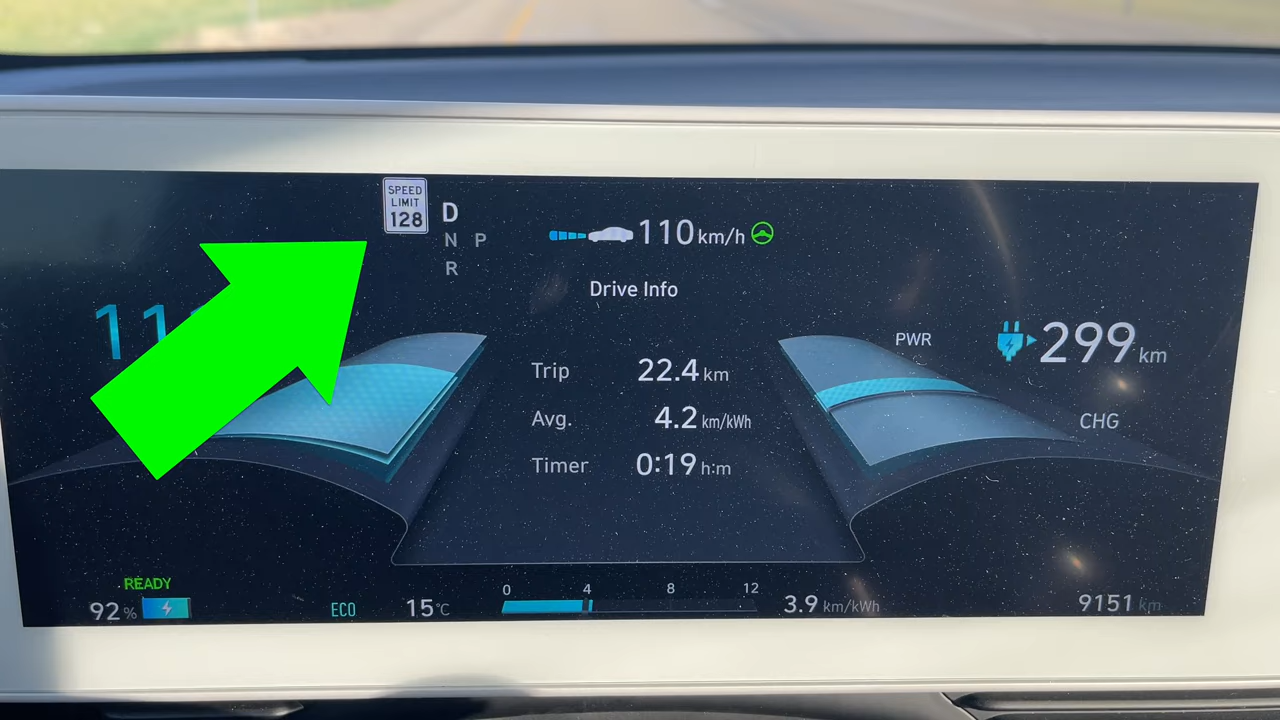 SPEED
LIMIT
128
D
N P
R
110 km/h
Drive Info
PWR
299 km
Trip 22.4 km
Avg. 4.2 km/kWh
CHG
Timer 0:19 h:m
READY
0 4 8 12
92 %
ECO
15 °C
3.9 km/kWh
9151 km